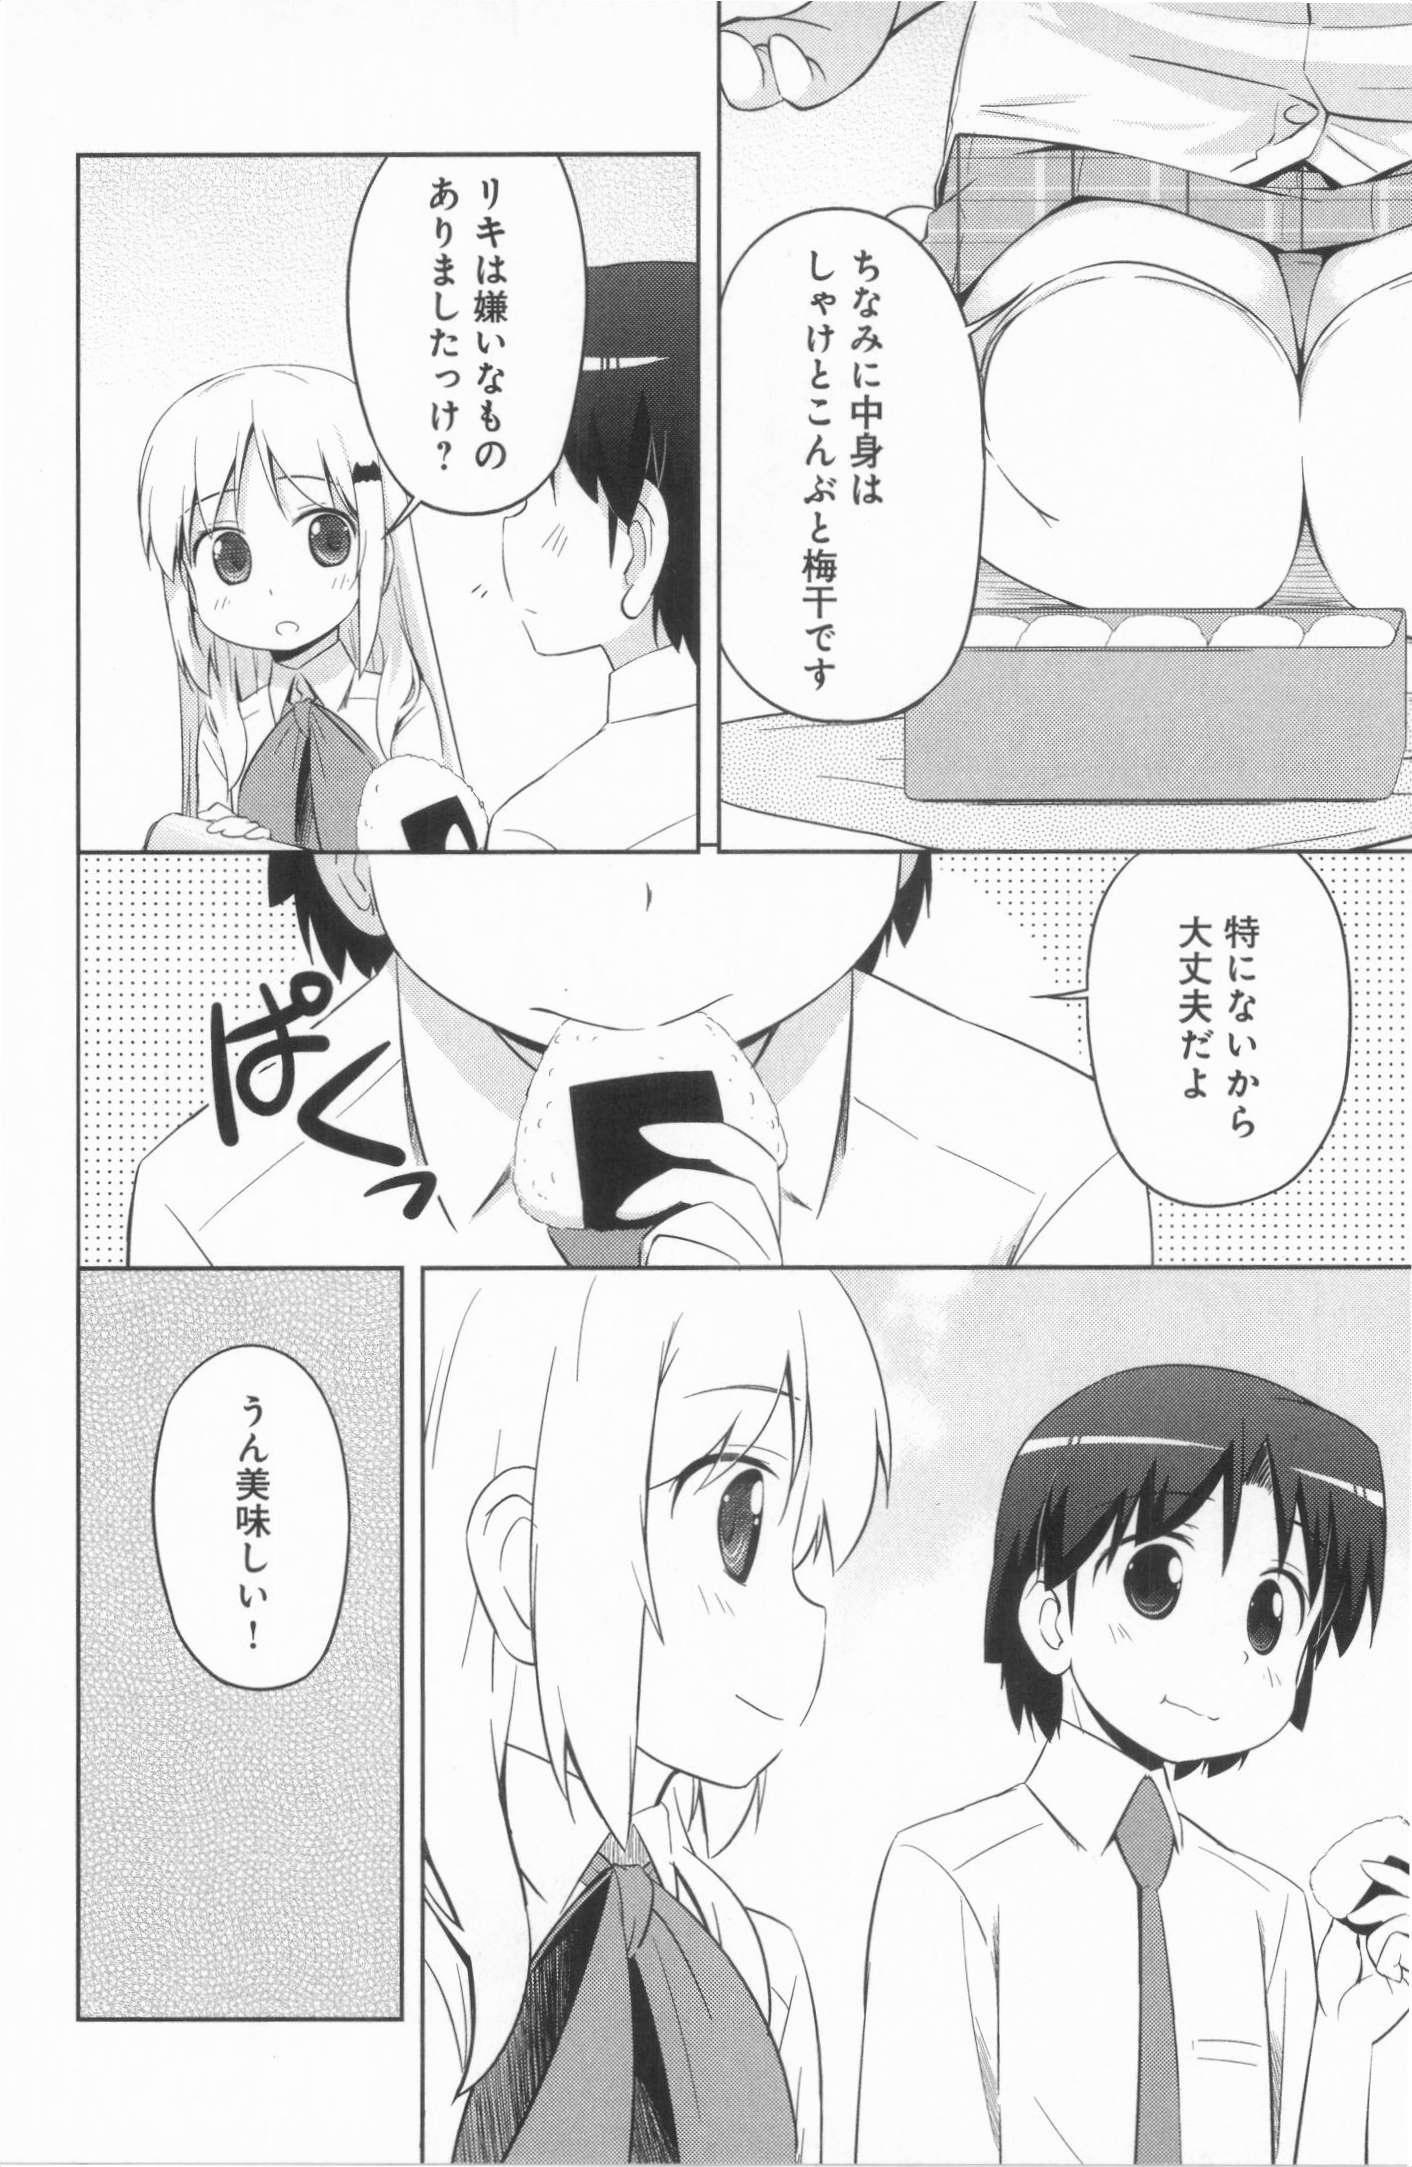 ちなみに中身は
しゃけとこんぶと梅干です
リキは嫌いなもの
ありましたっけ？
特にないから
大丈夫だよ
ぱくっ
うん美味しい！